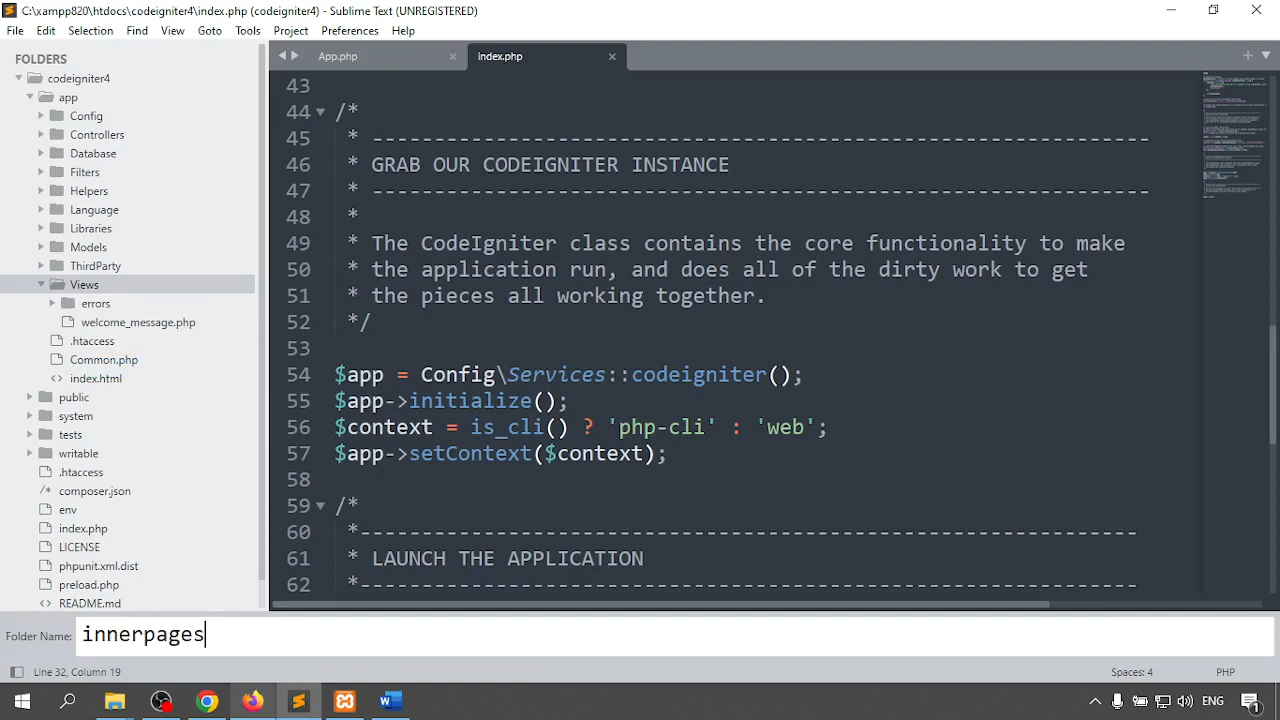 C:\xampp820\htdocs\codeigniter4\index.php (codeigniter4) - Sublime Text (UNREGISTERED)
File Edit Selection Find View Goto Tools Project Preferences Help
FOLDERS
codeigniter4
app
Config
Controllers
Database
Filters
Helpers
Language
Libraries
Models
ThirdParty
Views
errors
welcome_message.php
.htaccess
Common.php
index.html
public
system
tests
writable
.htaccess
composer.json
env
index.php
LICENSE
phpunit.xml.dist
preload.php
README.md
App.php index.php
43
44 /*
45 * --------------------------------------------------------------
46 * GRAB OUR CODEIGNITER INSTANCE
47 * --------------------------------------------------------------
48 *
49 * The CodeIgniter class contains the core functionality to make
50 * the application run, and does all of the dirty work to get
51 * the pieces all working together.
52 */
53
54 $app = Config\Services::codeigniter();
55 $app->initialize();
56 $context = is_cli() ? 'php-cli' : 'web';
57 $app->setContext($context);
58
59 /*
60 *---------------------------------------------------------------
61 * LAUNCH THE APPLICATION
62 *---------------------------------------------------------------
Folder Name: innerpages
Line 32, Column 19 Spaces: 4 PHP
ENG 1